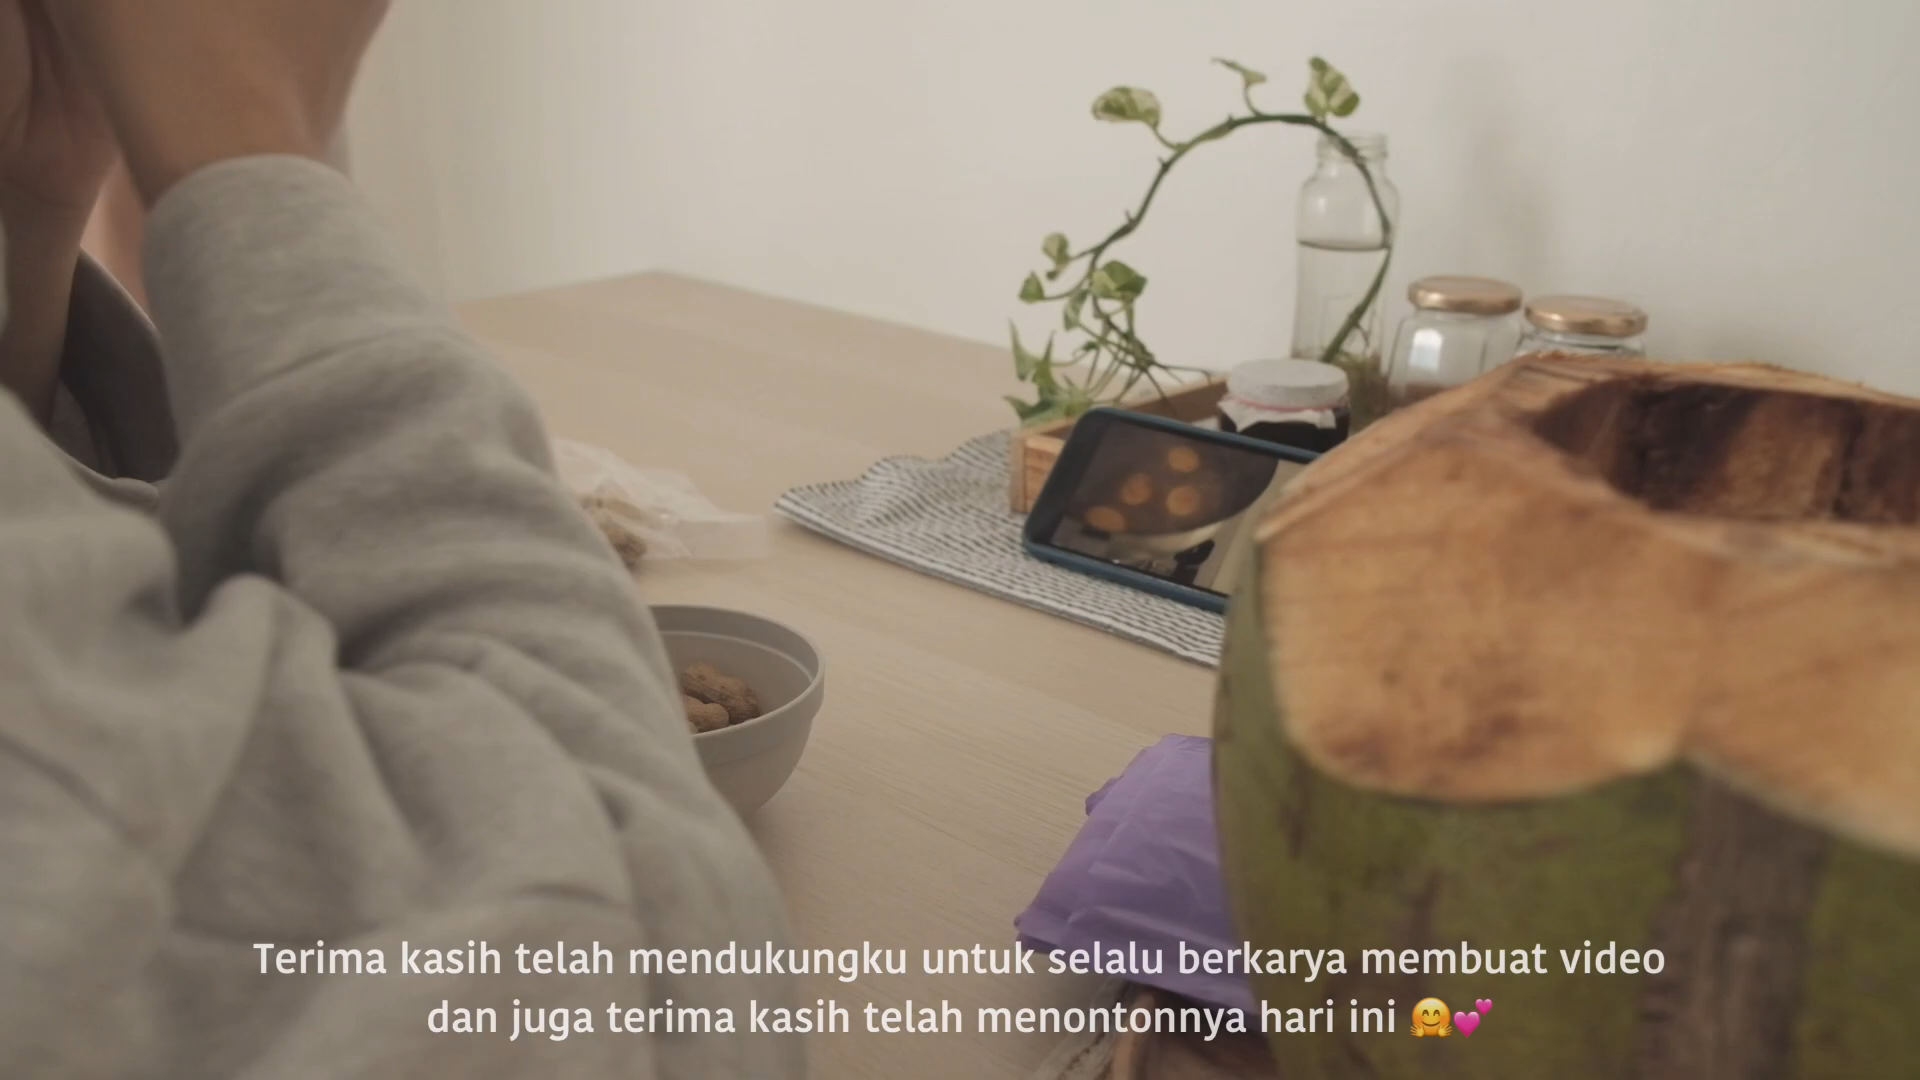 Terima kasih telah mendukungku untuk selalu berkarya membuat video
dan juga terima kasih telah menontonnya hari ini 🤗💕